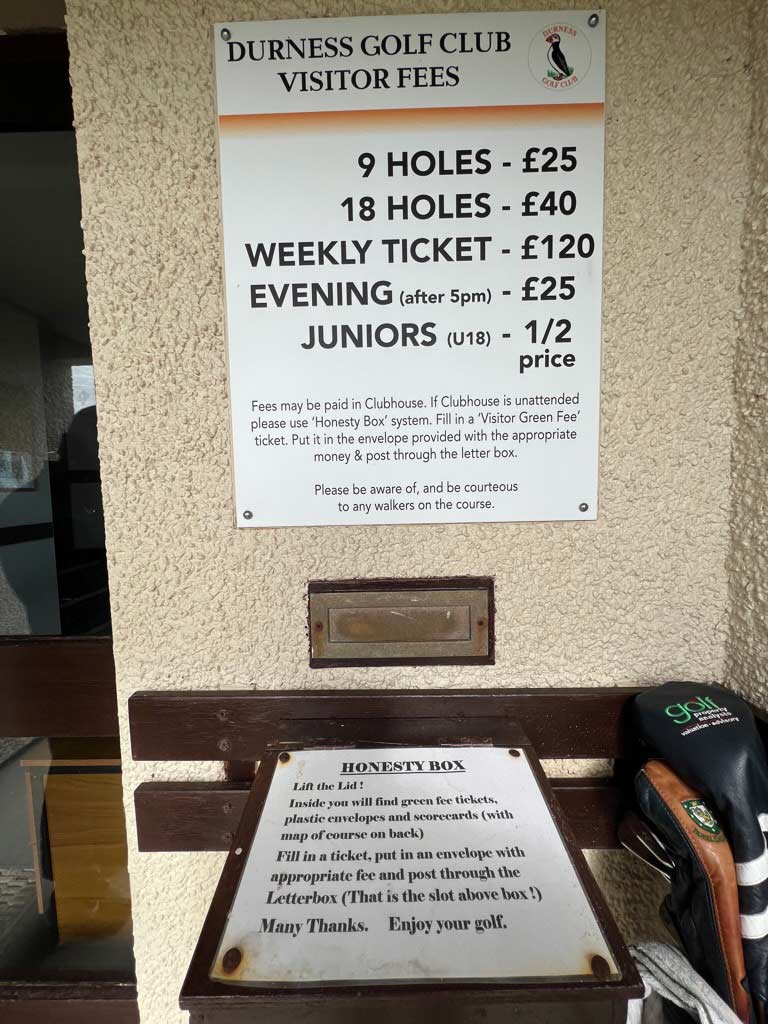 DURNESS GOLF CLUB
VISITOR FEES
DURNESS
GOLF CLUB
9 HOLES - £25
18 HOLES - £40
WEEKLY TICKET - £120
EVENING (after 5pm) - £25
JUNIORS (U18) - 1/2
price
Fees may be paid in Clubhouse. If Clubhouse is unattended
please use ‘Honesty Box’ system. Fill in a ‘Visitor Green Fee’
ticket. Put it in the envelope provided with the appropriate
money & post through the letter box.
Please be aware of, and be courteous
to any walkers on the course.
HONESTY BOX
Lift the Lid !
Inside you will find green fee tickets,
plastic envelopes and scorecards (with
map of course on back)
Fill in a ticket, put in an envelope with
appropriate fee and post through the
Letterbox (That is the slot above box !)
Many Thanks. Enjoy your golf.
golf
property
analysts
valuation · advisory